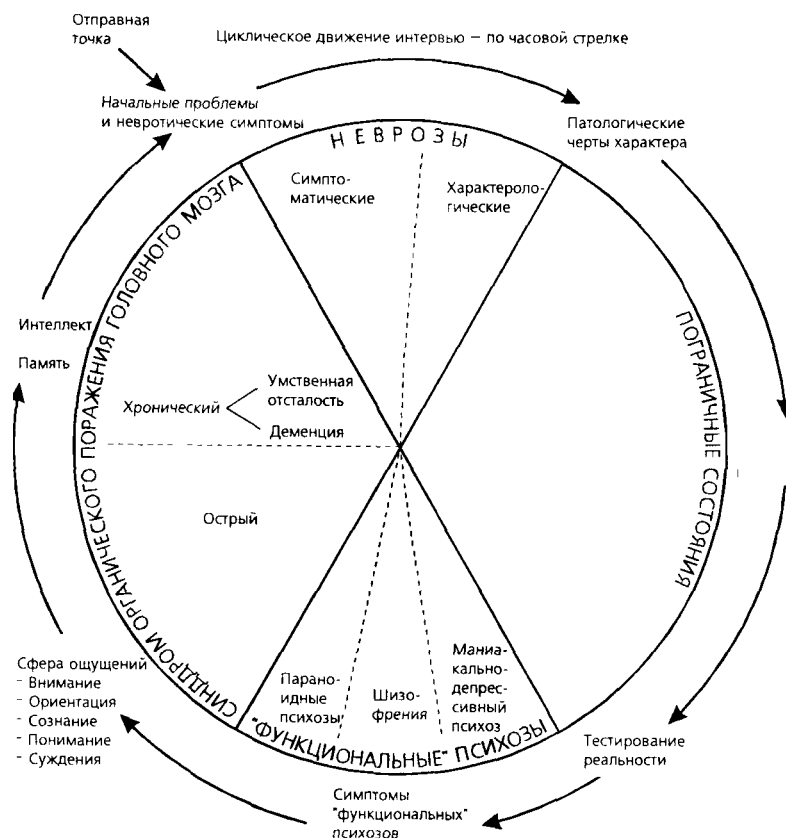 Отправная
точка
Циклическое движение интервью – по часовой стрелке
Начальные проблемы
и невротические симптомы
Патологические
черты характера
НЕВРОЗЫ
Симпто-
матические
Характероло-
гические
СИНДДРОМ ОРГАНИЧЕСКОГО ПОРАЖЕНИЯ ГОЛОВНОГО МОЗГА
ПОГРАНИЧНЫЕ СОСТОЯНИЯ
Интеллект
Память
Хронический
Умственная
отсталость
Деменция
Острый
Сфера ощущений
- Внимание
- Ориентация
- Сознание
- Понимание
- Суждения
Парано-
идные
психозы
Шизо-
френия
Маниа-
кально-
депрес-
сивный
психоз
"ФУНКЦИОНАЛЬНЫЕ" ПСИХОЗЫ
Тестирование
реальности
Симптомы
"функциональных"
психозов